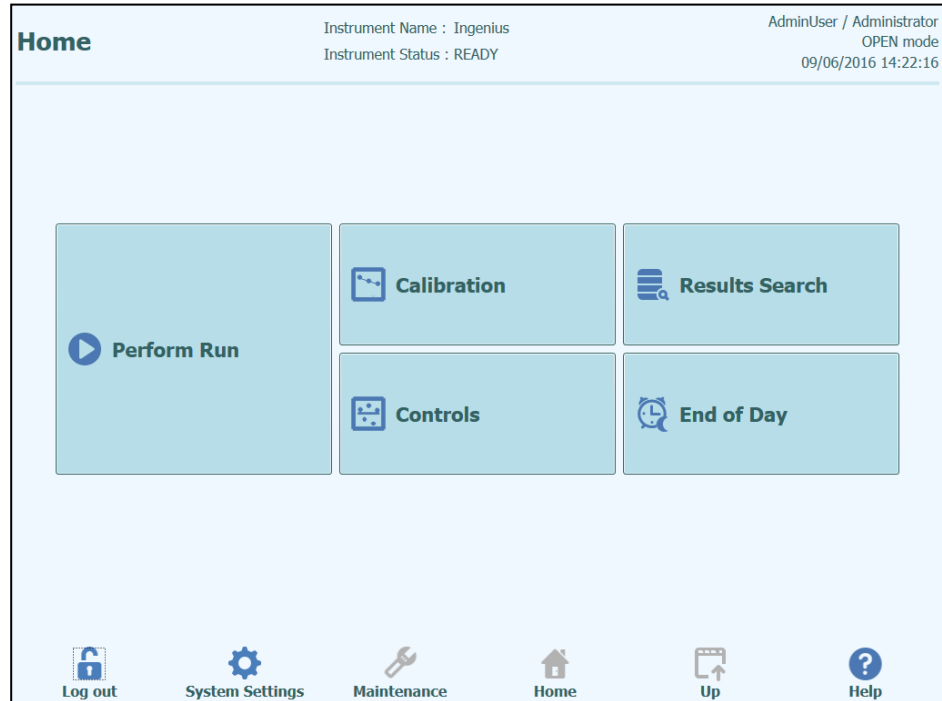 Home
Instrument Name : Ingenius
Instrument Status : READY
AdminUser / Administrator
OPEN mode
09/06/2016 14:22:16
Perform Run
Calibration
Results Search
Controls
End of Day
Log out
System Settings
Maintenance
Home
Up
Help